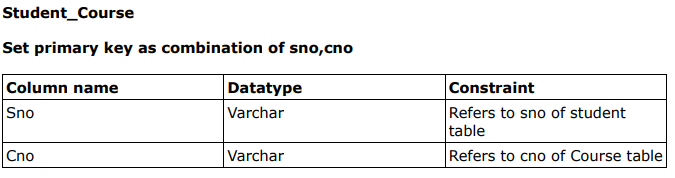 Student_Course
Set primary key as combination of sno,cno
Column name Datatype Constraint
Sno Varchar Refers to sno of student
table
Cno Varchar Refers to cno of Course table